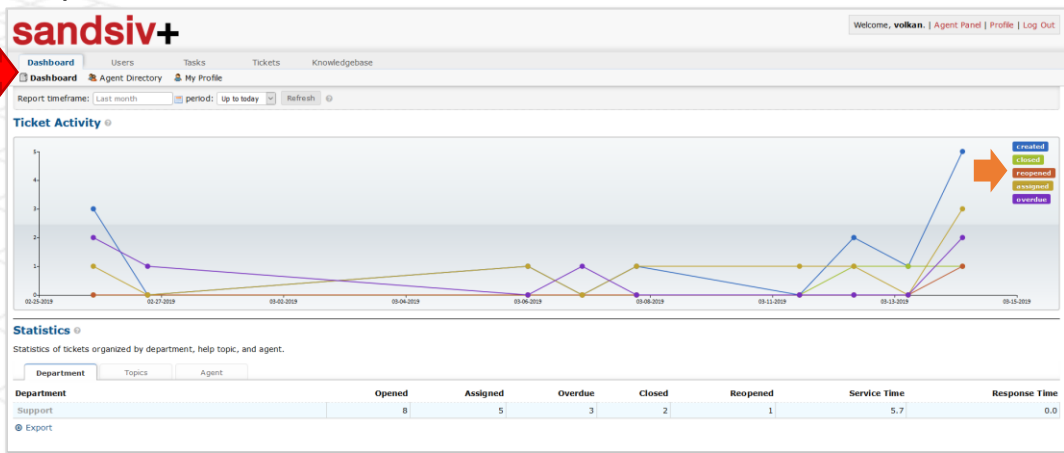 sandsiv+
Welcome, volkan. | Agent Panel | Profile | Log Out
Dashboard Users Tasks Tickets Knowledgebase
Dashboard Agent Directory My Profile
Report timeframe: Last month period: Up to today Refresh
Ticket Activity
created
closed
reopened
assigned
overdue
5
4
3
2
1
0
02-25-2019 02-27-2019 03-02-2019 03-04-2019 03-06-2019 03-08-2019 03-11-2019 03-13-2019 03-15-2019
Statistics
Statistics of tickets organized by department, help topic, and agent.
Department Topics Agent
Department Opened Assigned Overdue Closed Reopened Service Time Response Time
Support 8 5 3 2 1 5.7 0.0
Export